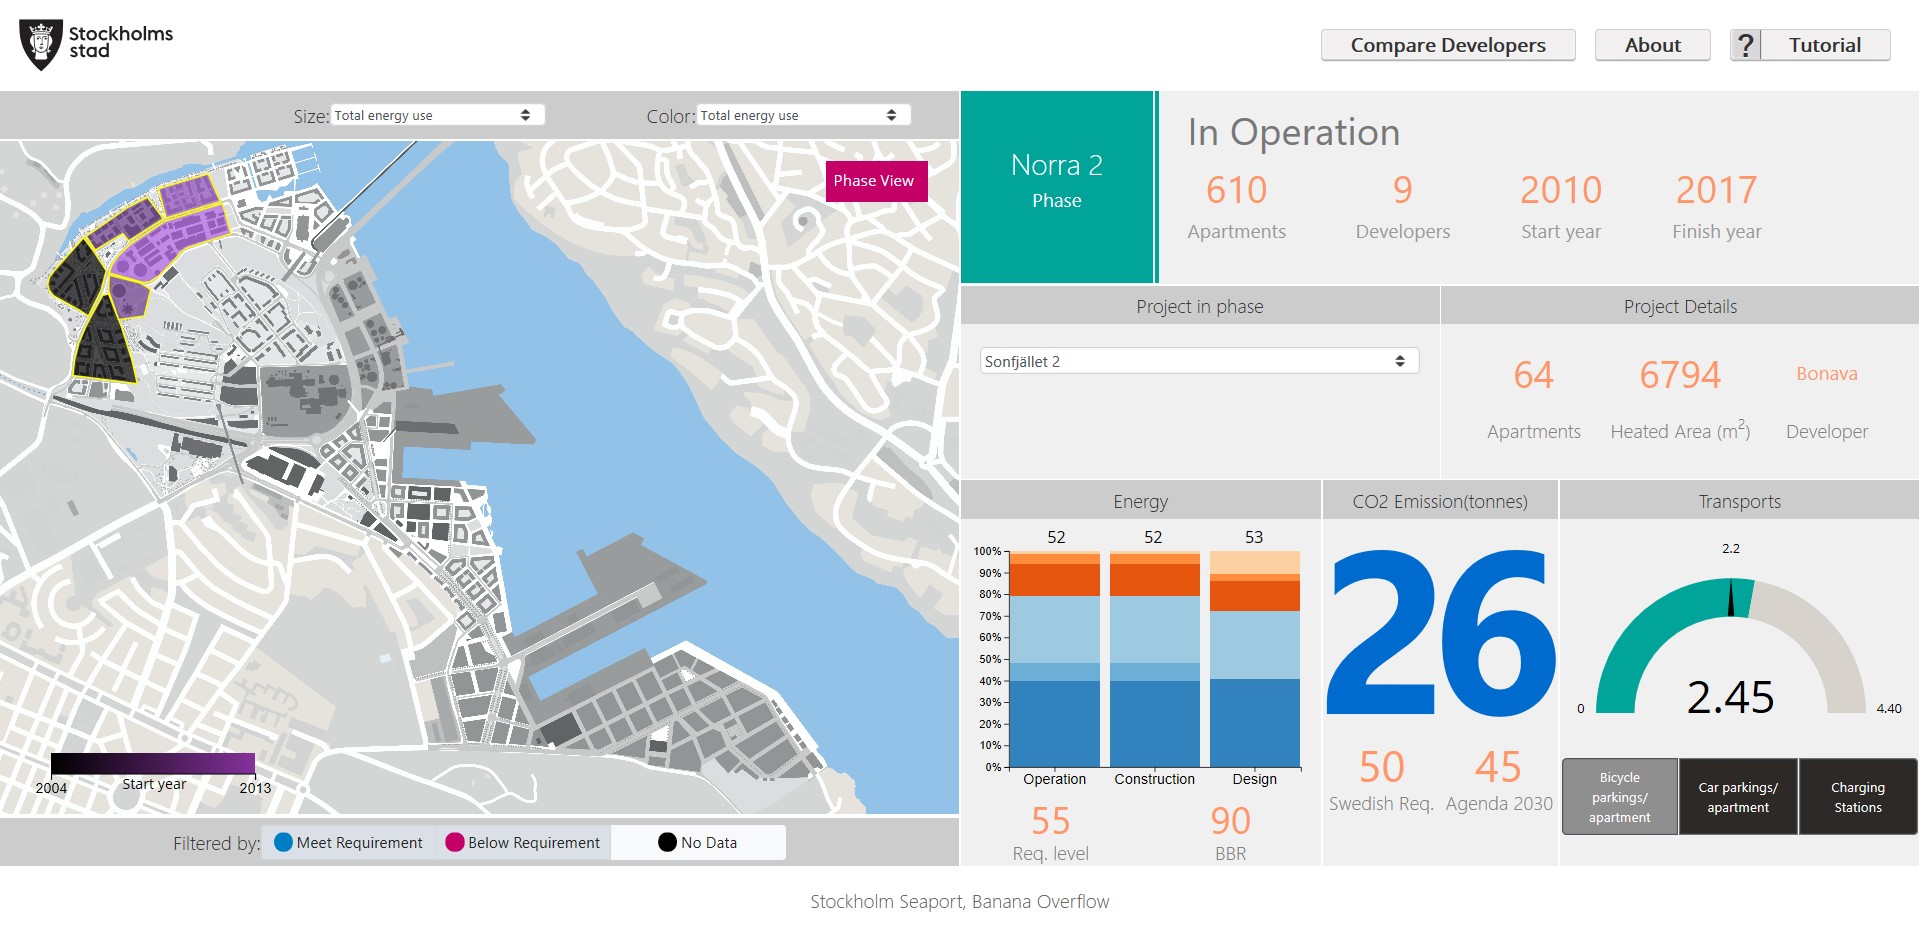 Stockholms
stad
Compare Developers
About
? Tutorial
Size: Total energy use
Color: Total energy use
Phase View
2004 Start year 2013
Filtered by: Meet Requirement Below Requirement No Data
Norra 2
Phase
In Operation
610 9 2010 2017
Apartments Developers Start year Finish year
Project in phase
Sonfjället 2
Project Details
64 6794 Bonava
Apartments Heated Area (m²) Developer
Energy
52 52 53
100%
90%
80%
70%
60%
50%
40%
30%
20%
10%
0%
Operation Construction Design
55 90
Req. level BBR
CO2 Emission(tonnes)
26
50 45
Swedish Req. Agenda 2030
Transports
2.2
0 2.45 4.40
Bicycle
parkings/
apartment
Car parkings/
apartment
Charging
Stations
Stockholm Seaport, Banana Overflow